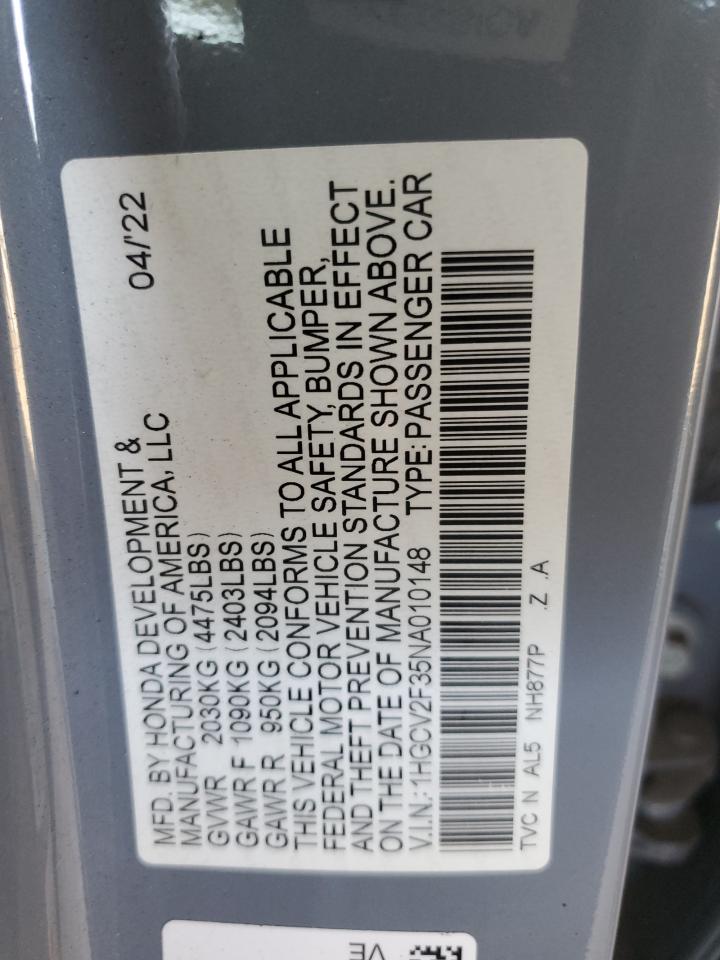 MFD. BY HONDA DEVELOPMENT & 04/'22
MANUFACTURING OF AMERICA, LLC
GVWR 2030KG (4475LBS)
GAWR F 1090KG (2403LBS)
GAWR R 950KG (2094LBS)
THIS VEHICLE CONFORMS TO ALL APPLICABLE
FEDERAL MOTOR VEHICLE SAFETY, BUMPER,
AND THEFT PREVENTION STANDARDS IN EFFECT
ON THE DATE OF MANUFACTURE SHOWN ABOVE.
V.I.N.: 1HGCV2F35NA010148 TYPE: PASSENGER CAR
TVC N AL5 NH877P .Z .A
VE